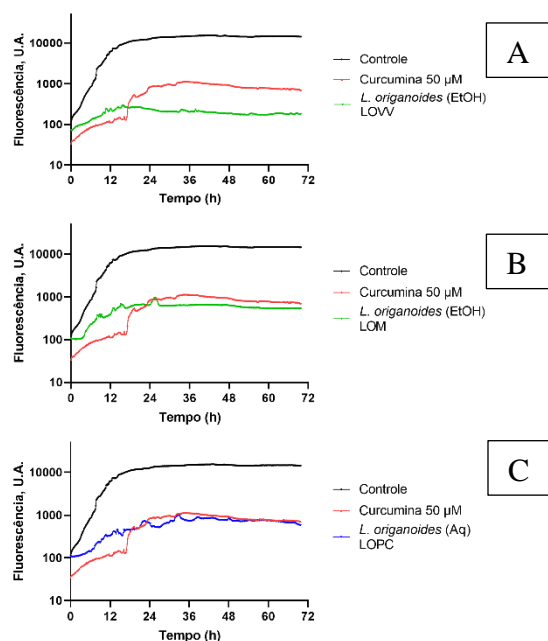 A
Fluorescência, U.A.
10000
1000
100
10
0 12 24 36 48 60 72
Tempo (h)
Controle
Curcumina 50 µM
L. origanoides (EtOH)
LOVV
B
Fluorescência, U.A.
10000
1000
100
10
0 12 24 36 48 60 72
Tempo (h)
Controle
Curcumina 50 µM
L. origanoides (EtOH)
LOM
C
Fluorescência, U.A.
10000
1000
100
10
0 12 24 36 48 60 72
Tempo (h)
Controle
Curcumina 50 µM
L. origanoides (Aq)
LOPC